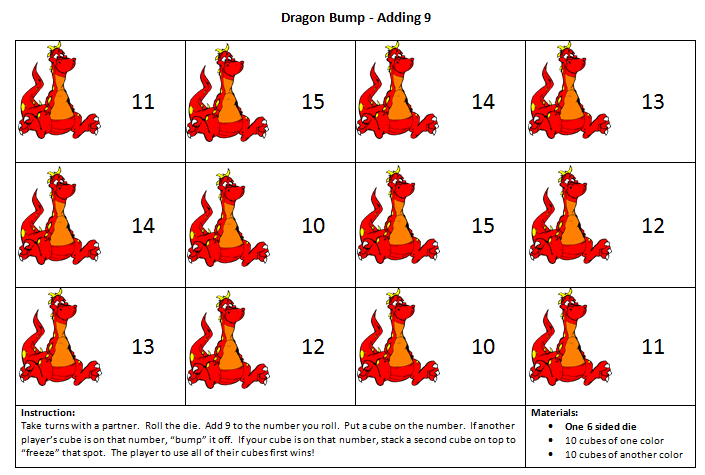 Dragon Bump - Adding 9
11 15 14 13
14 10 15 12
13 12 10 11
Instruction:
Take turns with a partner. Roll the die. Add 9 to the number you roll. Put a cube on the number. If another
player's cube is on that number, “bump” it off. If your cube is on that number, stack a second cube on top to
“freeze” that spot. The player to use all of their cubes first wins!
Materials:
• One 6 sided die
• 10 cubes of one color
• 10 cubes of another color